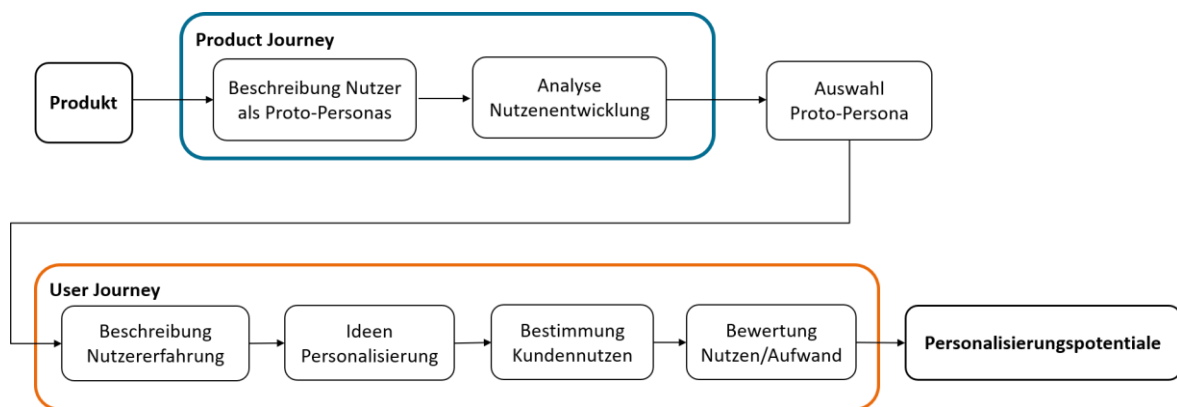 Product Journey
Produkt
Beschreibung Nutzer
als Proto-Personas
Analyse
Nutzenentwicklung
Auswahl
Proto-Persona
User Journey
Beschreibung
Nutzererfahrung
Ideen
Personalisierung
Bestimmung
Kundennutzen
Bewertung
Nutzen/Aufwand
Personalisierungspotentiale